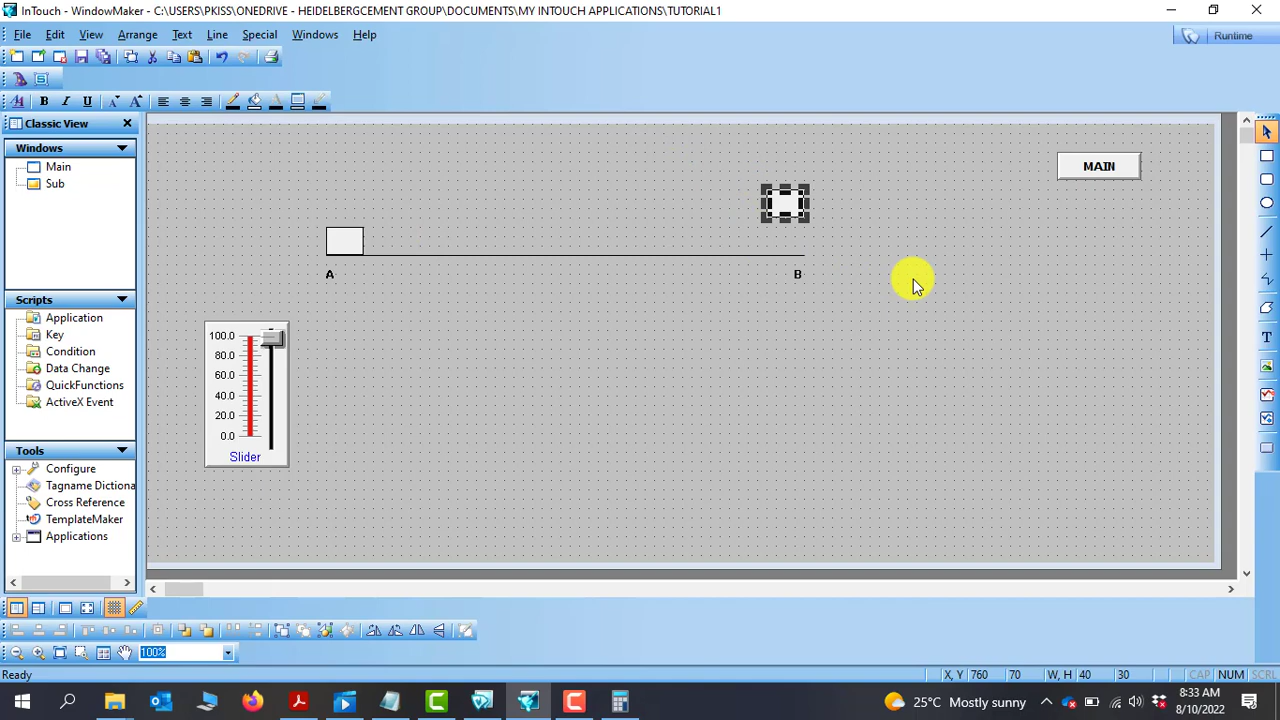 InTouch - WindowMaker - C:\USERS\PKISS\ONEDRIVE - HEIDELBERGCEMENT GROUP\DOCUMENTS\MY INTOUCH APPLICATIONS\TUTORIAL1
File Edit View Arrange Text Line Special Windows Help
Runtime
Classic View
Windows
Main
Sub
Scripts
Application
Key
Condition
Data Change
QuickFunctions
ActiveX Event
Tools
Configure
Tagname Dictiona
Cross Reference
TemplateMaker
Applications
MAIN
A B
100.0
80.0
60.0
40.0
20.0
0.0
Slider
100%
Ready X, Y 760 70 W, H 40 30 CAP NUM SCRL
25°C Mostly sunny
8:33 AM
8/10/2022